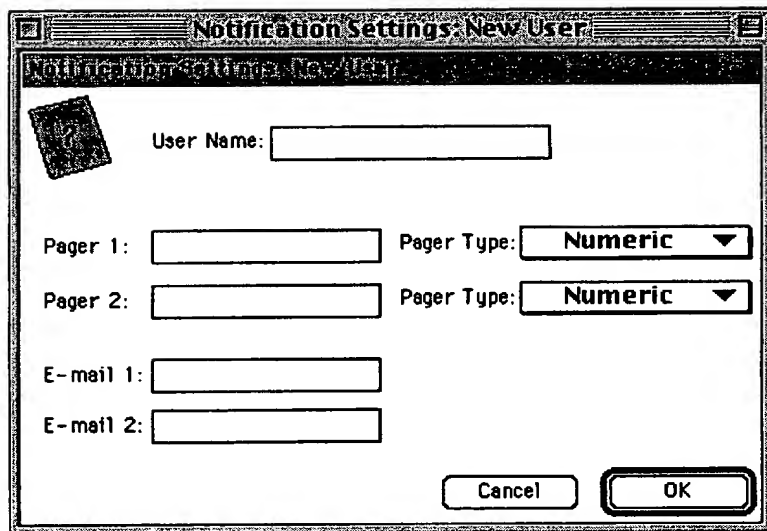 Notification Settings: New User
Notification Settings: New User
User Name:
Pager 1:
Pager Type: Numeric
Pager 2:
Pager Type: Numeric
E-mail 1:
E-mail 2:
Cancel
OK